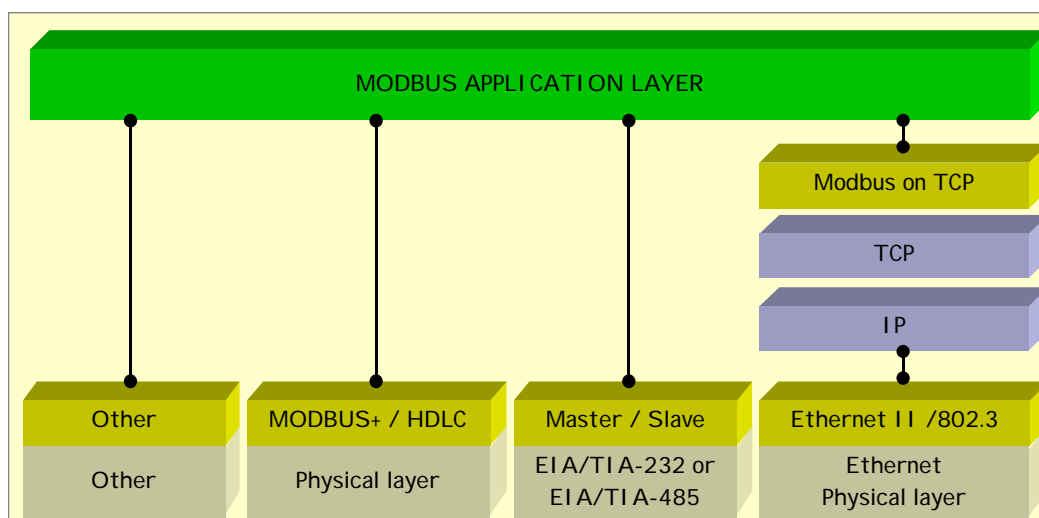 MODBUS APPLICATION LAYER
Modbus on TCP
TCP
IP
Other
MODBUS+ / HDLC
Master / Slave
Ethernet II /802.3
Other
Physical layer
EIA/TIA-232 or
EIA/TIA-485
Ethernet
Physical layer